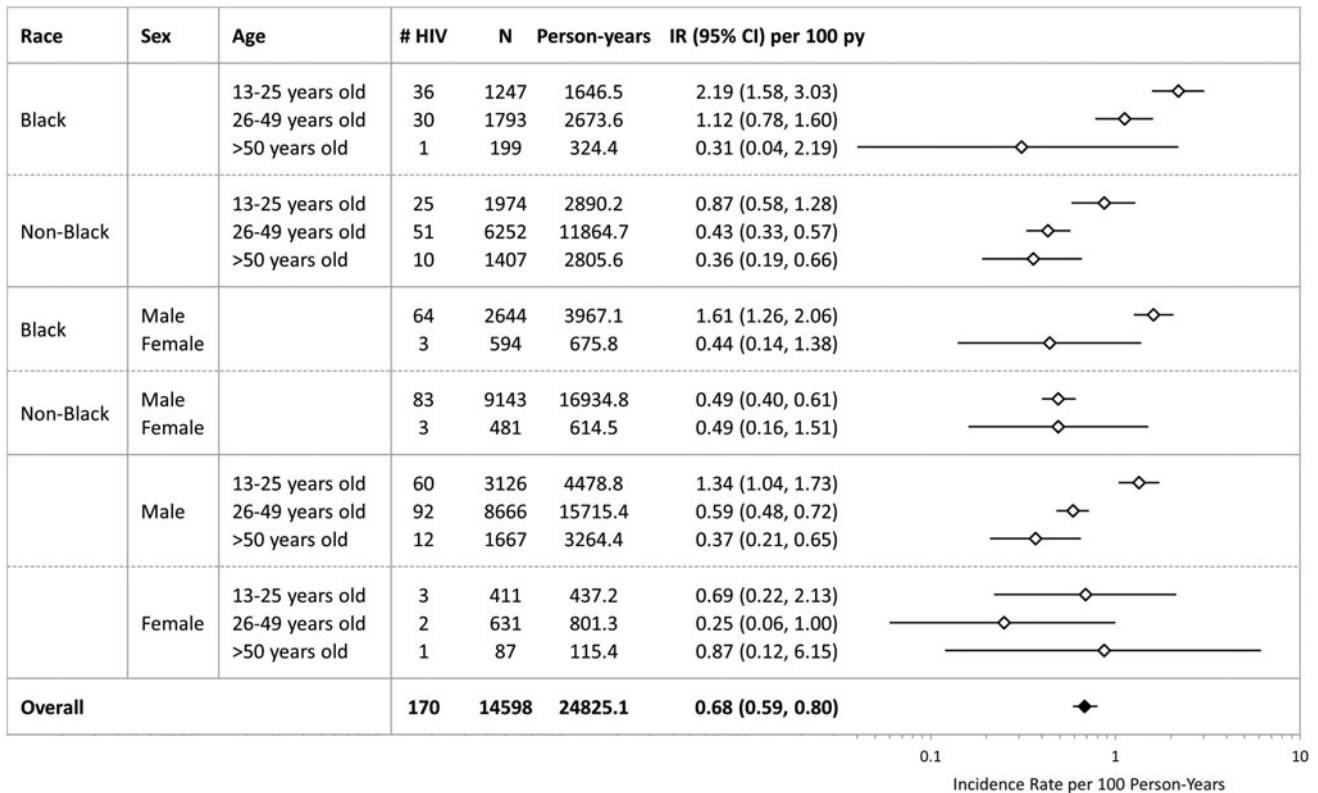 Race Sex Age # HIV N Person-years IR (95% CI) per 100 py
13-25 years old 36 1247 1646.5 2.19 (1.58, 3.03)
Black 26-49 years old 30 1793 2673.6 1.12 (0.78, 1.60)
>50 years old 1 199 324.4 0.31 (0.04, 2.19)
13-25 years old 25 1974 2890.2 0.87 (0.58, 1.28)
Non-Black 26-49 years old 51 6252 11864.7 0.43 (0.33, 0.57)
>50 years old 10 1407 2805.6 0.36 (0.19, 0.66)
Black Male 64 2644 3967.1 1.61 (1.26, 2.06)
Female 3 594 675.8 0.44 (0.14, 1.38)
Non-Black Male 83 9143 16934.8 0.49 (0.40, 0.61)
Female 3 481 614.5 0.49 (0.16, 1.51)
13-25 years old 60 3126 4478.8 1.34 (1.04, 1.73)
Male 26-49 years old 92 8666 15715.4 0.59 (0.48, 0.72)
>50 years old 12 1667 3264.4 0.37 (0.21, 0.65)
13-25 years old 3 411 437.2 0.69 (0.22, 2.13)
Female 26-49 years old 2 631 801.3 0.25 (0.06, 1.00)
>50 years old 1 87 115.4 0.87 (0.12, 6.15)
Overall 170 14598 24825.1 0.68 (0.59, 0.80)
0.1 1 10
Incidence Rate per 100 Person-Years